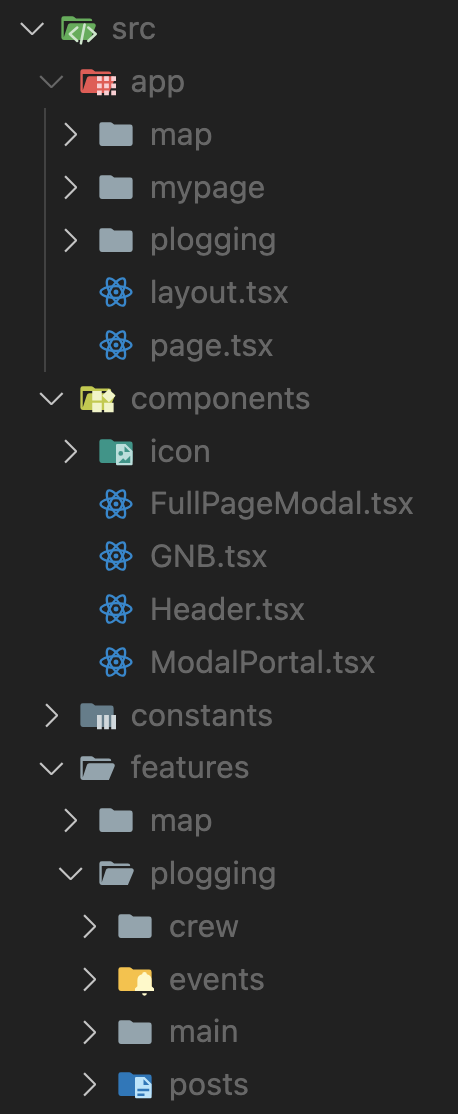 src
app
map
mypage
plogging
layout.tsx
page.tsx
components
icon
FullPageModal.tsx
GNB.tsx
Header.tsx
ModalPortal.tsx
constants
features
map
plogging
crew
events
main
posts